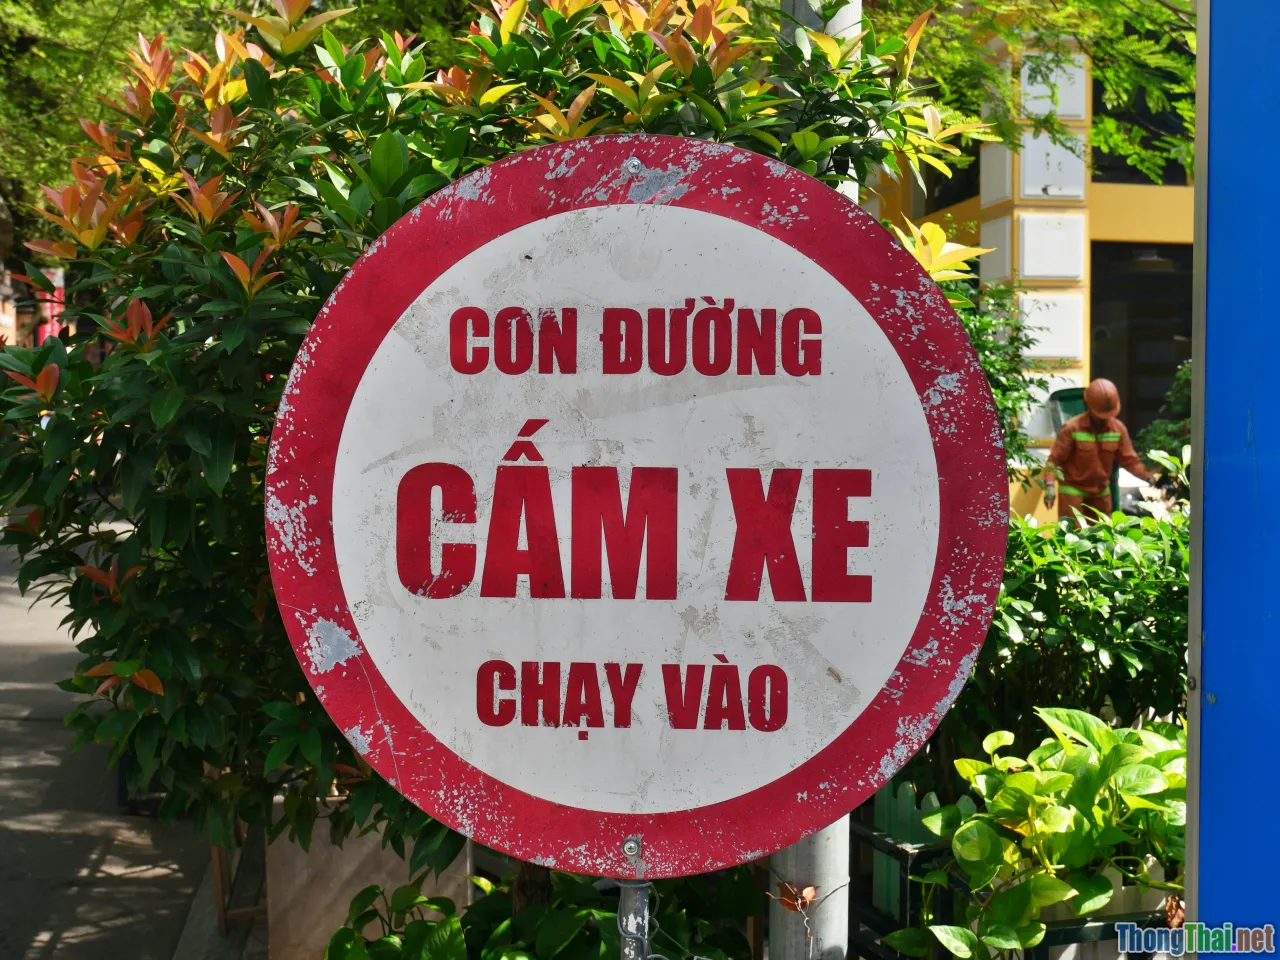 CON ĐƯỜNG
CẤM XE
CHẠY VÀO
ThongThai.net